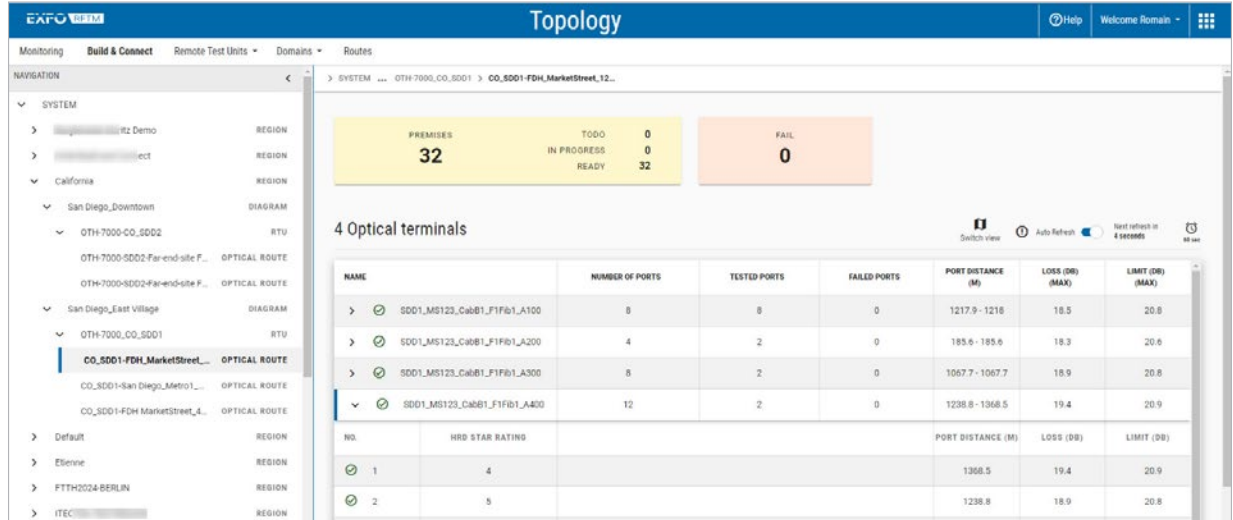 EXFO RFTM
Topology
Help
Welcome Romain
Monitoring Build & Connect Remote Test Units Domains Routes
NAVIGATION
> SYSTEM ... OTH-7000_CO_SDD1 > CO_SDD1-FDH_MarketStreet_12...
SYSTEM
itz Demo REGION
ect REGION
California REGION
San Diego_Downtown DIAGRAM
OTH-7000-CO_SDD2 RTU
OTH-7000-SDD2-Far-end-site F... OPTICAL ROUTE
OTH-7000-SDD2-Far-end-site F... OPTICAL ROUTE
San Diego_East Village DIAGRAM
OTH-7000_CO_SDD1 RTU
CO_SDD1-FDH_MarketStreet_... OPTICAL ROUTE
CO_SDD1-San Diego_Metro1_... OPTICAL ROUTE
CO_SDD1-FDH MarketStreet_4... OPTICAL ROUTE
Default REGION
Etienne REGION
FTTH2024-BERLIN REGION
ITEC REGION
PREMISES
32
TODO 0
IN PROGRESS 0
READY 32
FAIL
0
4 Optical terminals
Switch view
Auto Refresh
Next refresh in
4 seconds
60 sec
NAME NUMBER OF PORTS TESTED PORTS FAILED PORTS PORT DISTANCE (M) LOSS (DB) (MAX) LIMIT (DB) (MAX)
SDD1_MS123_CabB1_F1Fib1_A100 8 8 0 1217.9 - 1218 18.5 20.8
SDD1_MS123_CabB1_F1Fib1_A200 4 2 0 185.6 - 185.6 18.3 20.6
SDD1_MS123_CabB1_F1Fib1_A300 8 2 0 1067.7 - 1067.7 18.9 20.8
SDD1_MS123_CabB1_F1Fib1_A400 12 2 0 1238.8 - 1368.5 19.4 20.9
NO. HRD STAR RATING PORT DISTANCE (M) LOSS (DB) LIMIT (DB)
1 4 1368.5 19.4 20.9
2 5 1238.8 18.9 20.8